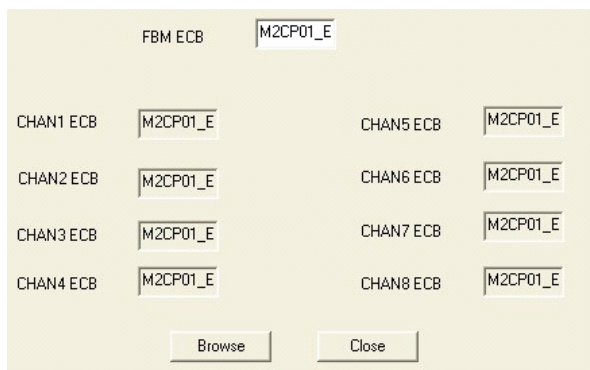 FBM ECB M2CP01_E
CHAN1 ECB M2CP01_E CHAN5 ECB M2CP01_E
CHAN2 ECB M2CP01_E CHAN6 ECB M2CP01_E
CHAN3 ECB M2CP01_E CHAN7 ECB M2CP01_E
CHAN4 ECB M2CP01_E CHAN8 ECB M2CP01_E
Browse Close